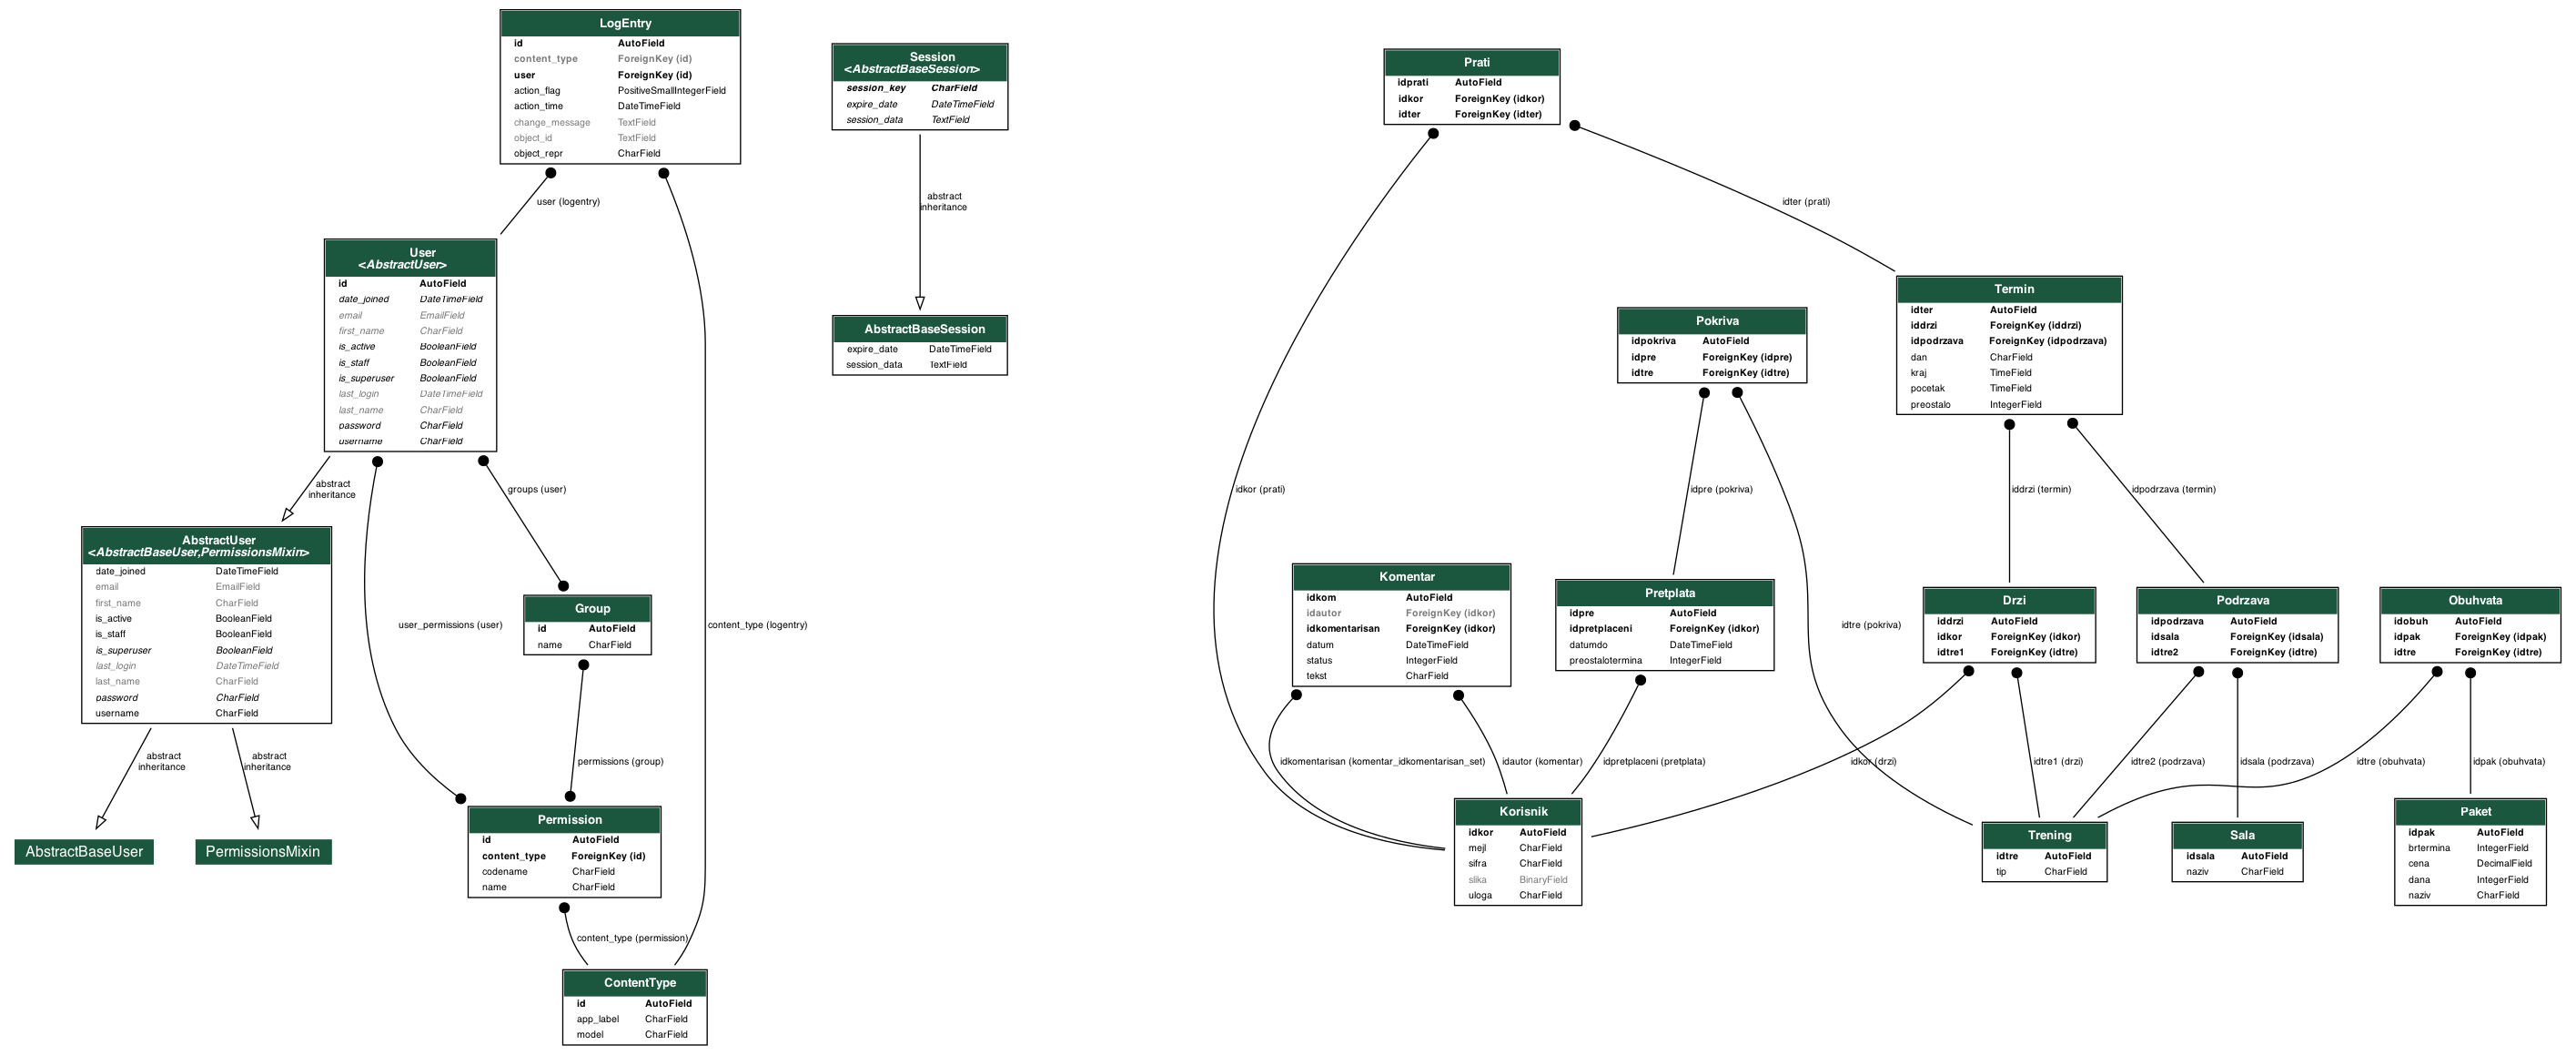 LogEntry
id AutoField
content_type ForeignKey (id)
user ForeignKey (id)
action_flag PositiveSmallIntegerField
action_time DateTimeField
change_message TextField
object_id TextField
object_repr CharField
user (logentry)
Session
<AbstractBaseSession>
session_key CharField
expire_date DateTimeField
session_data TextField
abstract
inheritance
AbstractBaseSession
expire_date DateTimeField
session_data TextField
User
<AbstractUser>
id AutoField
date_joined DateTimeField
email EmailField
first_name CharField
is_active BooleanField
is_staff BooleanField
is_superuser BooleanField
last_login DateTimeField
last_name CharField
password CharField
username CharField
abstract
inheritance
groups (user)
AbstractUser
<AbstractBaseUser,PermissionsMixin>
date_joined DateTimeField
email EmailField
first_name CharField
is_active BooleanField
is_staff BooleanField
is_superuser BooleanField
last_login DateTimeField
last_name CharField
password CharField
username CharField
user_permissions (user)
Group
id AutoField
name CharField
content_type (logentry)
abstract
inheritance
abstract
inheritance
permissions (group)
AbstractBaseUser
PermissionsMixin
Permission
id AutoField
content_type ForeignKey (id)
codename CharField
name CharField
content_type (permission)
ContentType
id AutoField
app_label CharField
model CharField
Prati
idprati AutoField
idkor ForeignKey (idkor)
idter ForeignKey (idter)
idter (prati)
Termin
idter AutoField
iddrzi ForeignKey (iddrzi)
idpodrzava ForeignKey (idpodrzava)
dan CharField
kraj TimeField
pocetak TimeField
preostalo IntegerField
Pokriva
idpokriva AutoField
idpre ForeignKey (idpre)
idtre ForeignKey (idtre)
idkor (prati)
idpre (pokriva)
iddrzi (termin)
idpodrzava (termin)
Komentar
idkom AutoField
idautor ForeignKey (idkor)
idkomentarisan ForeignKey (idkor)
datum DateTimeField
status IntegerField
tekst CharField
Pretplata
idpre AutoField
idpretplaceni ForeignKey (idkor)
datumdo DateTimeField
preostalotermina IntegerField
idtre (pokriva)
Drzi
iddrzi AutoField
idkor ForeignKey (idkor)
idtre1 ForeignKey (idtre)
Podrzava
idpodrzava AutoField
idsala ForeignKey (idsala)
idtre2 ForeignKey (idtre)
Obuhvata
idobuh AutoField
idpak ForeignKey (idpak)
idtre ForeignKey (idtre)
idkomentarisan (komentar_idkomentarisan_set)
idautor (komentar)
idpretplaceni (pretplata)
idkor (drzi)
idtre1 (drzi)
idtre2 (podrzava)
idsala (podrzava)
idtre (obuhvata)
idpak (obuhvata)
Korisnik
idkor AutoField
mejl CharField
sifra CharField
slika BinaryField
uloga CharField
Trening
idtre AutoField
tip CharField
Sala
idsala AutoField
naziv CharField
Paket
idpak AutoField
brtermina IntegerField
cena DecimalField
dana IntegerField
naziv CharField